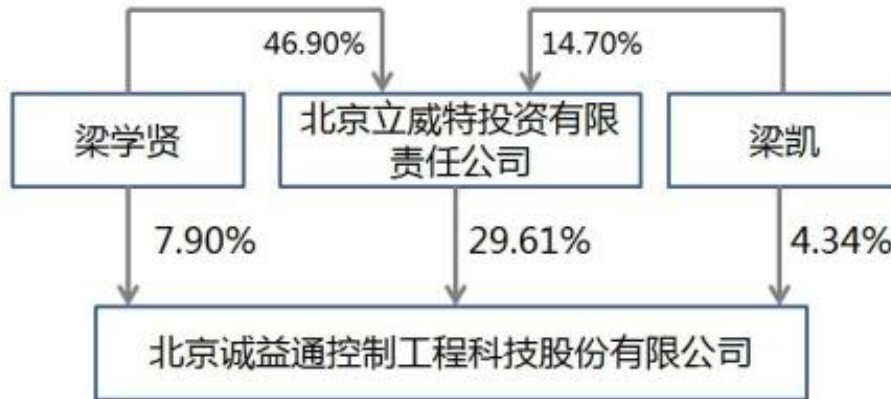 46.90%
14.70%
梁学贤
北京立威特投资有限
责任公司
梁凯
7.90%
29.61%
4.34%
北京诚益通控制工程科技股份有限公司